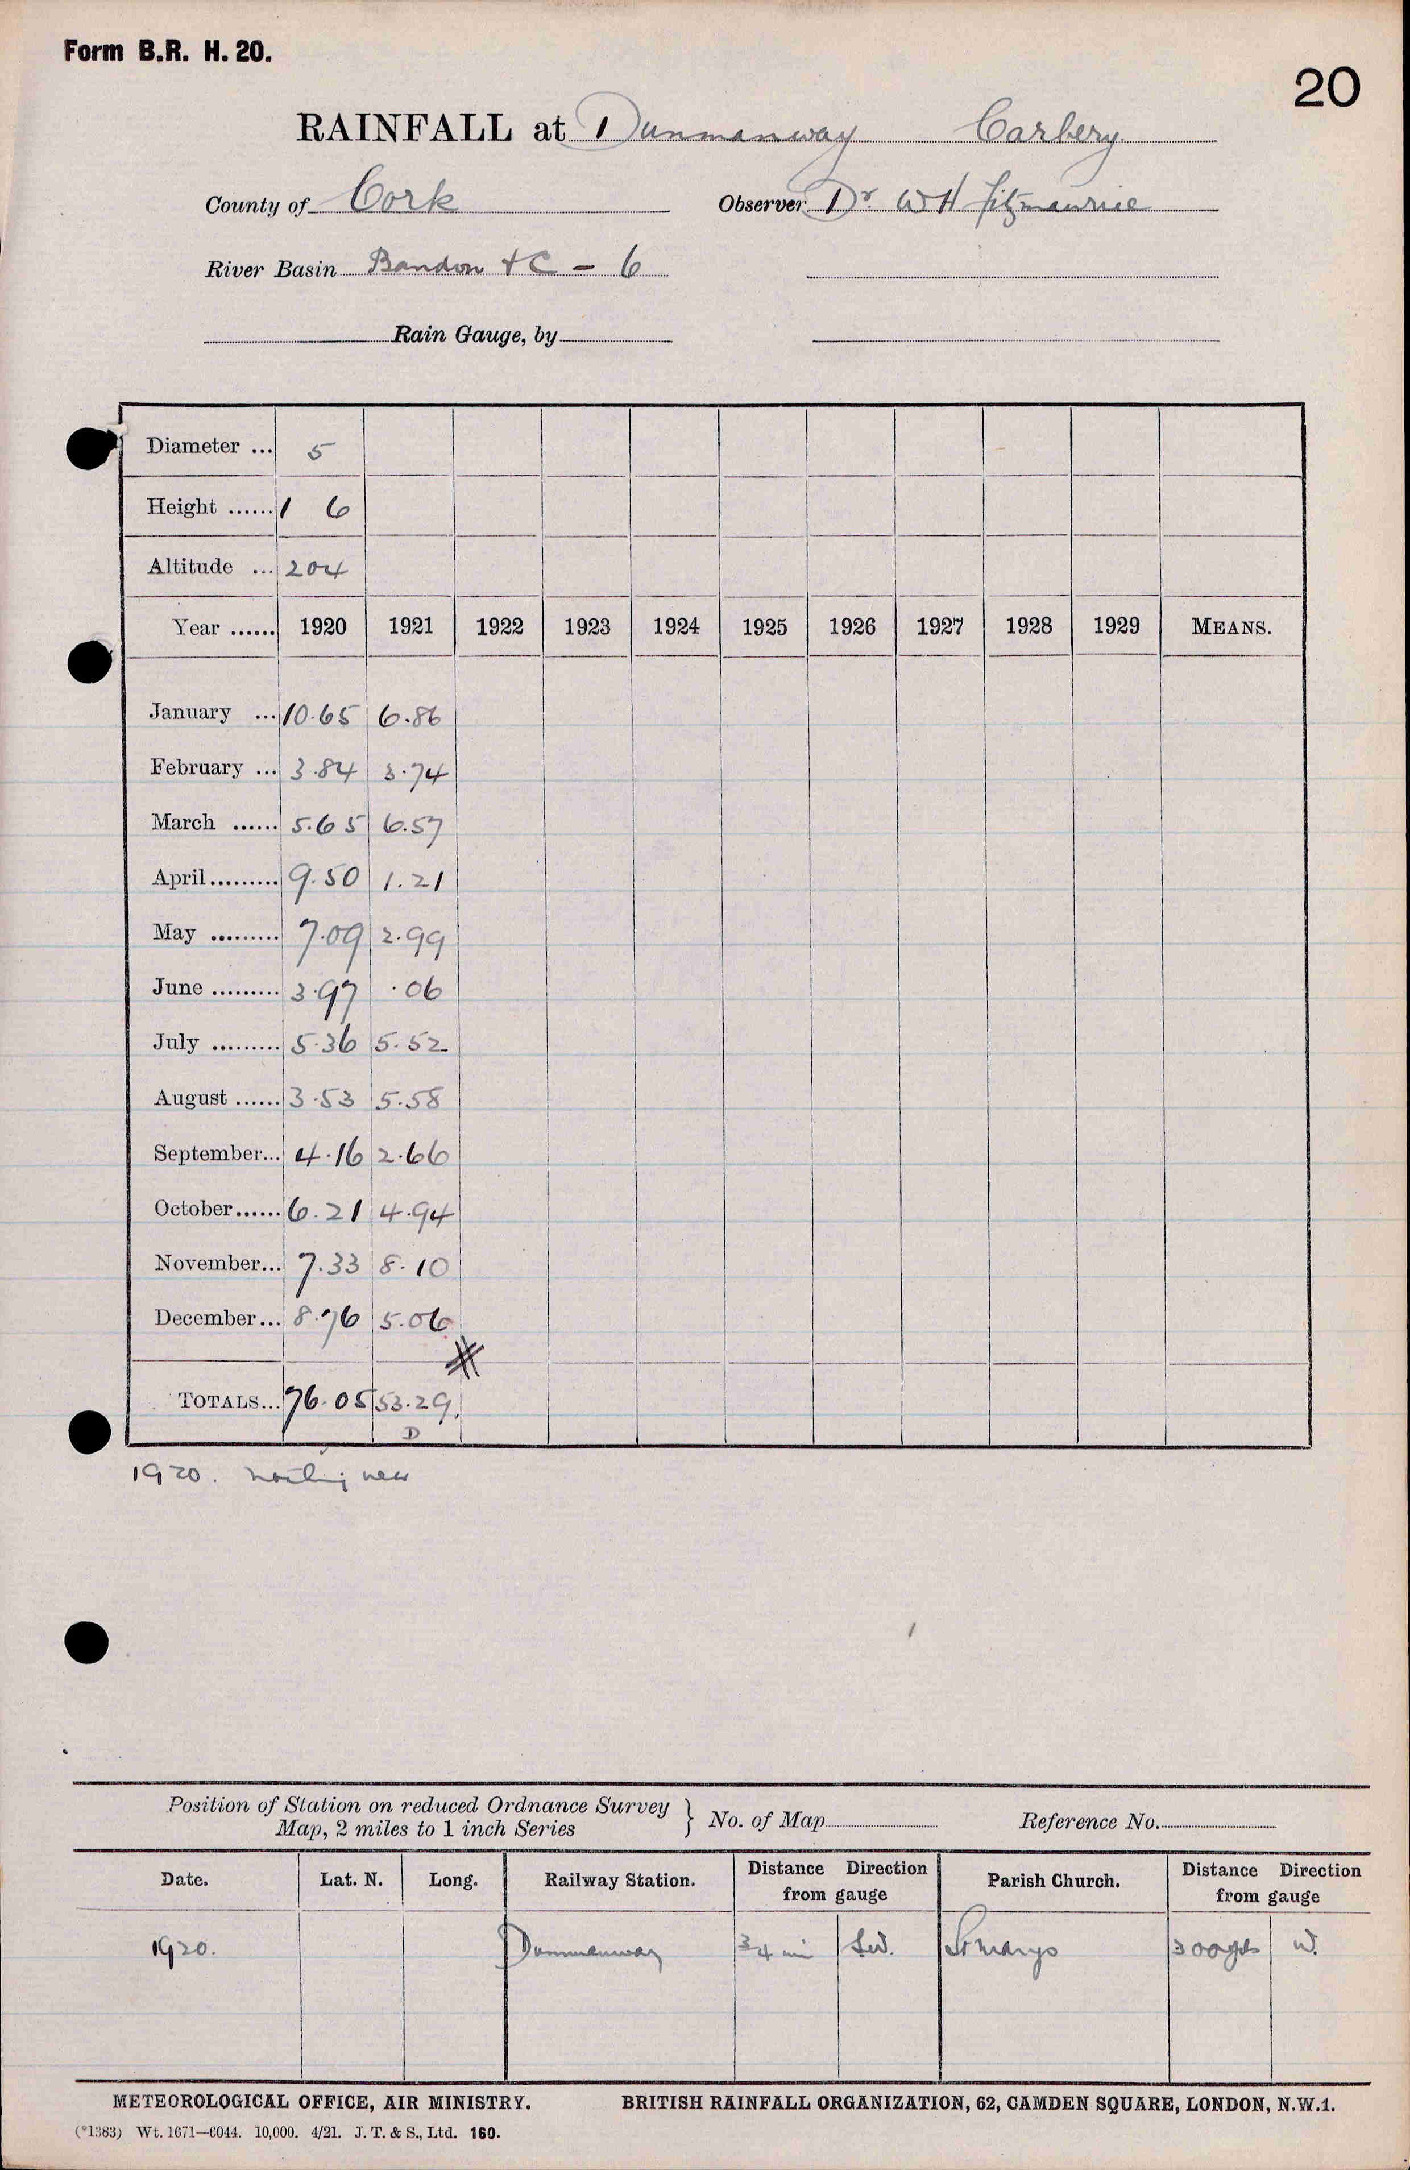 Form B.R. H. 20.
20
RAINFALL at Dunmanway Carbery
County of Cork Observer Dr WH Fitzmaurice
River Basin Bandon + C - 6
Rain Gauge, by
Diameter ... 5
Height ...... 1 6
Altitude ... 204
Year ...... 1920 1921 1922 1923 1924 1925 1926 1927 1928 1929 MEANS.
January ... 10.65 6.86
February ... 3.84 3.74
March ...... 5.65 6.57
April......... 9.50 1.21
May ......... 7.09 2.99
June ......... 3.97 .06
July ......... 5.36 5.52
August ...... 3.53 5.58
September... 4.16 2.66
October...... 6.21 4.94
November... 7.33 8.10
December... 8.76 5.06
TOTALS... 76.05 53.29
D
1920. nothing near
Position of Station on reduced Ordnance Survey
Map, 2 miles to 1 inch Series } No. of Map Reference No.
Date. Lat. N. Long. Railway Station. Distance Direction from gauge Parish Church. Distance Direction from gauge
1920. Dunmanway 3/4 mi S.W. St Marys 300 yds W.
METEOROLOGICAL OFFICE, AIR MINISTRY. BRITISH RAINFALL ORGANIZATION, 62, CAMDEN SQUARE, LONDON, N.W.1.
(*1363) Wt. 1671—6044. 10,000. 4/21. J. T. & S., Ltd. 160.